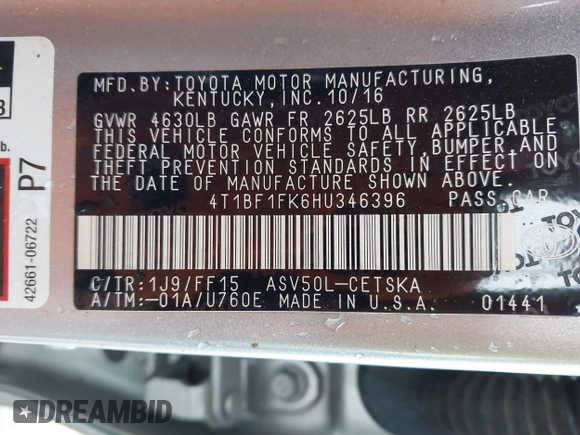 MFD.BY:TOYOTA MOTOR MANUFACTURING,
KENTUCKY, INC. 10/16
GVWR 4630LB GAWR FR 2625LB RR 2625LB
THIS VEHICLE CONFORMS TO ALL APPLICABLE
FEDERAL MOTOR VEHICLE SAFETY, BUMPER, AND
THEFT PREVENTION STANDARDS IN EFFECT ON
THE DATE OF MANUFACTURE SHOWN ABOVE.
4T1BF1FK6HU346396 PASS.CAR
C/TR:1J9/FF15 ASV50L-CETSKA
A/TM:-01A/U760E MADE IN U.S.A. 01441
P7
42661-06722
b.
DREAMBID